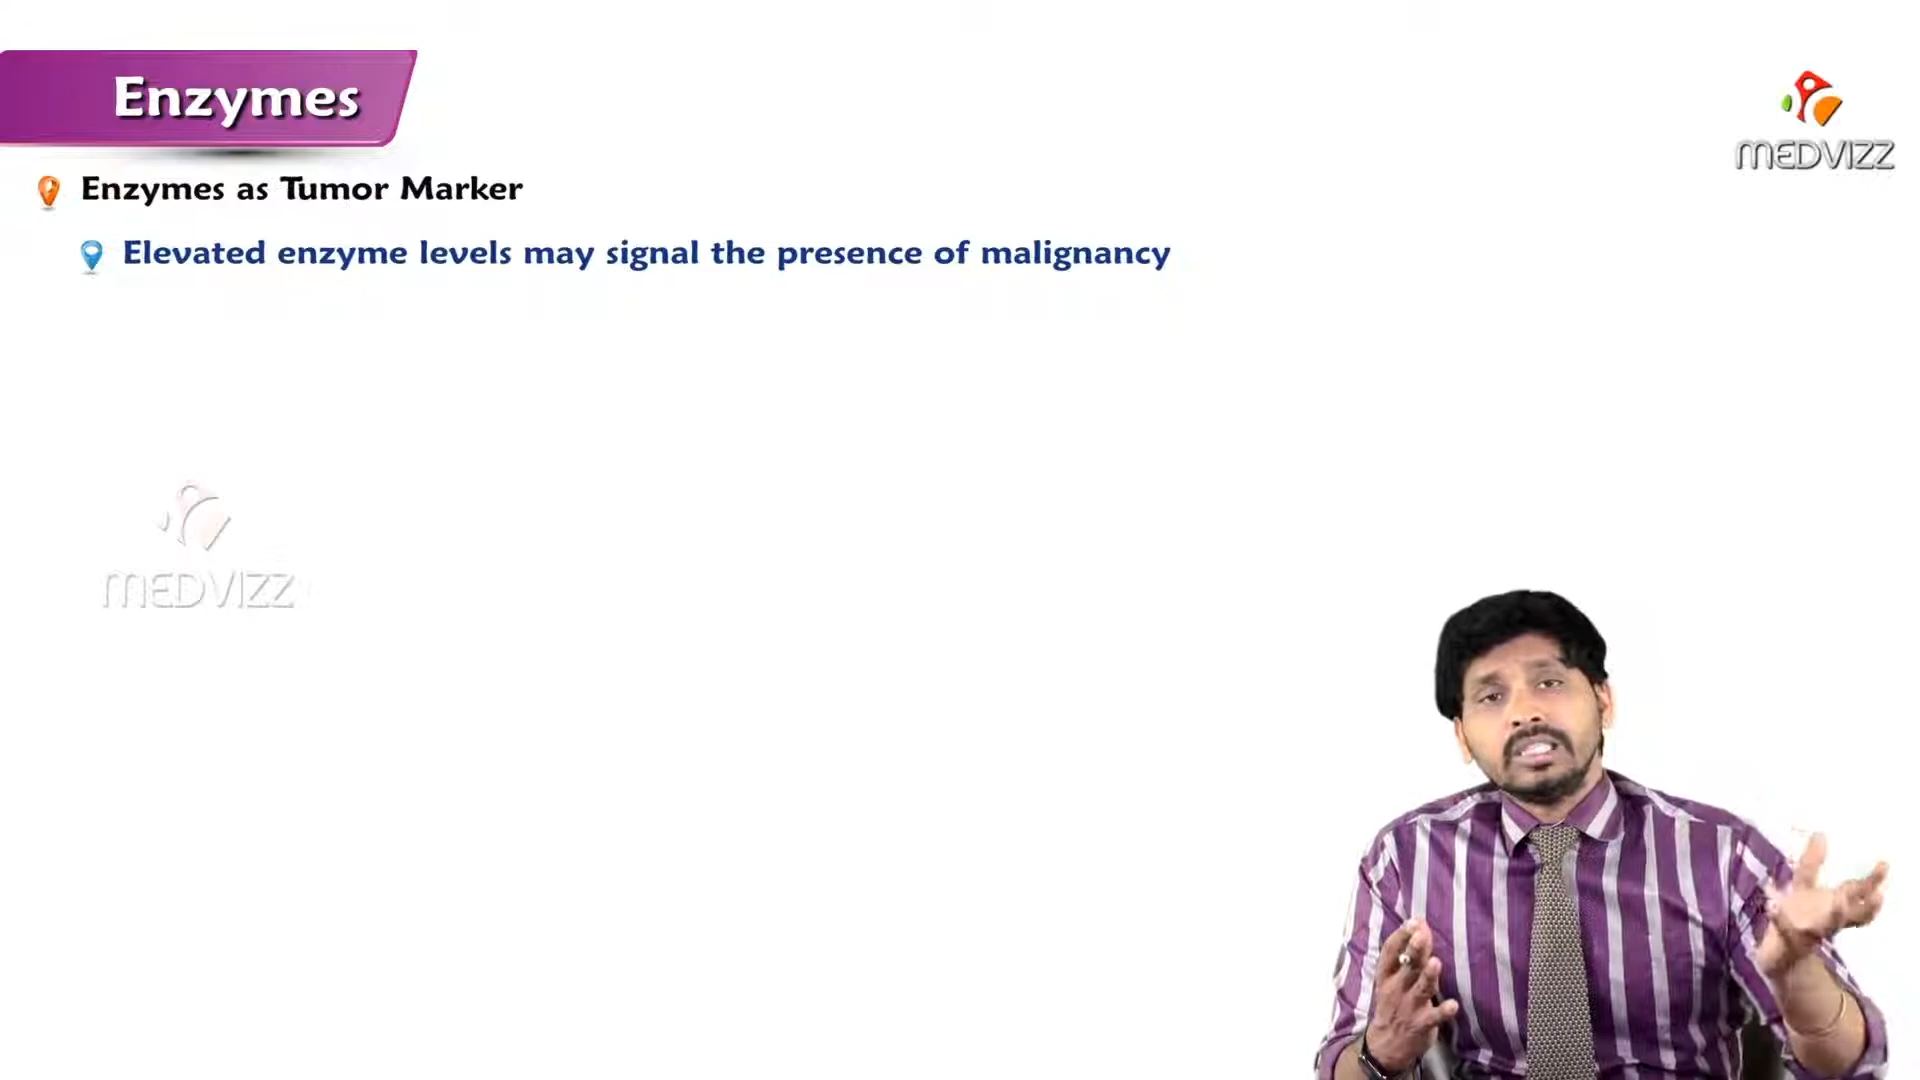 Enzymes
MEDVIZZ
Enzymes as Tumor Marker
Elevated enzyme levels may signal the presence of malignancy
MEDVIZZ